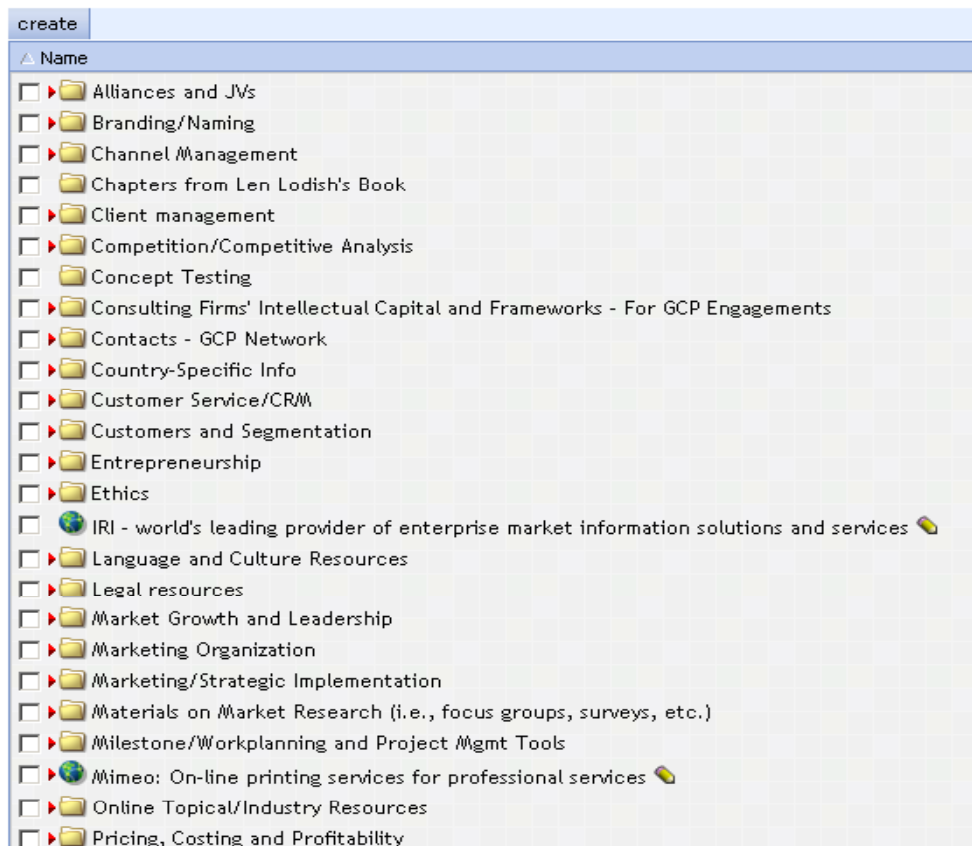 create
Name
Alliances and JVs
Branding/Naming
Channel Management
Chapters from Len Lodish's Book
Client management
Competition/Competitive Analysis
Concept Testing
Consulting Firms' Intellectual Capital and Frameworks - For GCP Engagements
Contacts - GCP Network
Country-Specific Info
Customer Service/CRM
Customers and Segmentation
Entrepreneurship
Ethics
IRI - world's leading provider of enterprise market information solutions and services
Language and Culture Resources
Legal resources
Market Growth and Leadership
Marketing Organization
Marketing/Strategic Implementation
Materials on Market Research (i.e., focus groups, surveys, etc.)
Milestone/Workplanning and Project Mgmt Tools
Mimeo: On-line printing services for professional services
Online Topical/Industry Resources
Pricing, Costing and Profitability